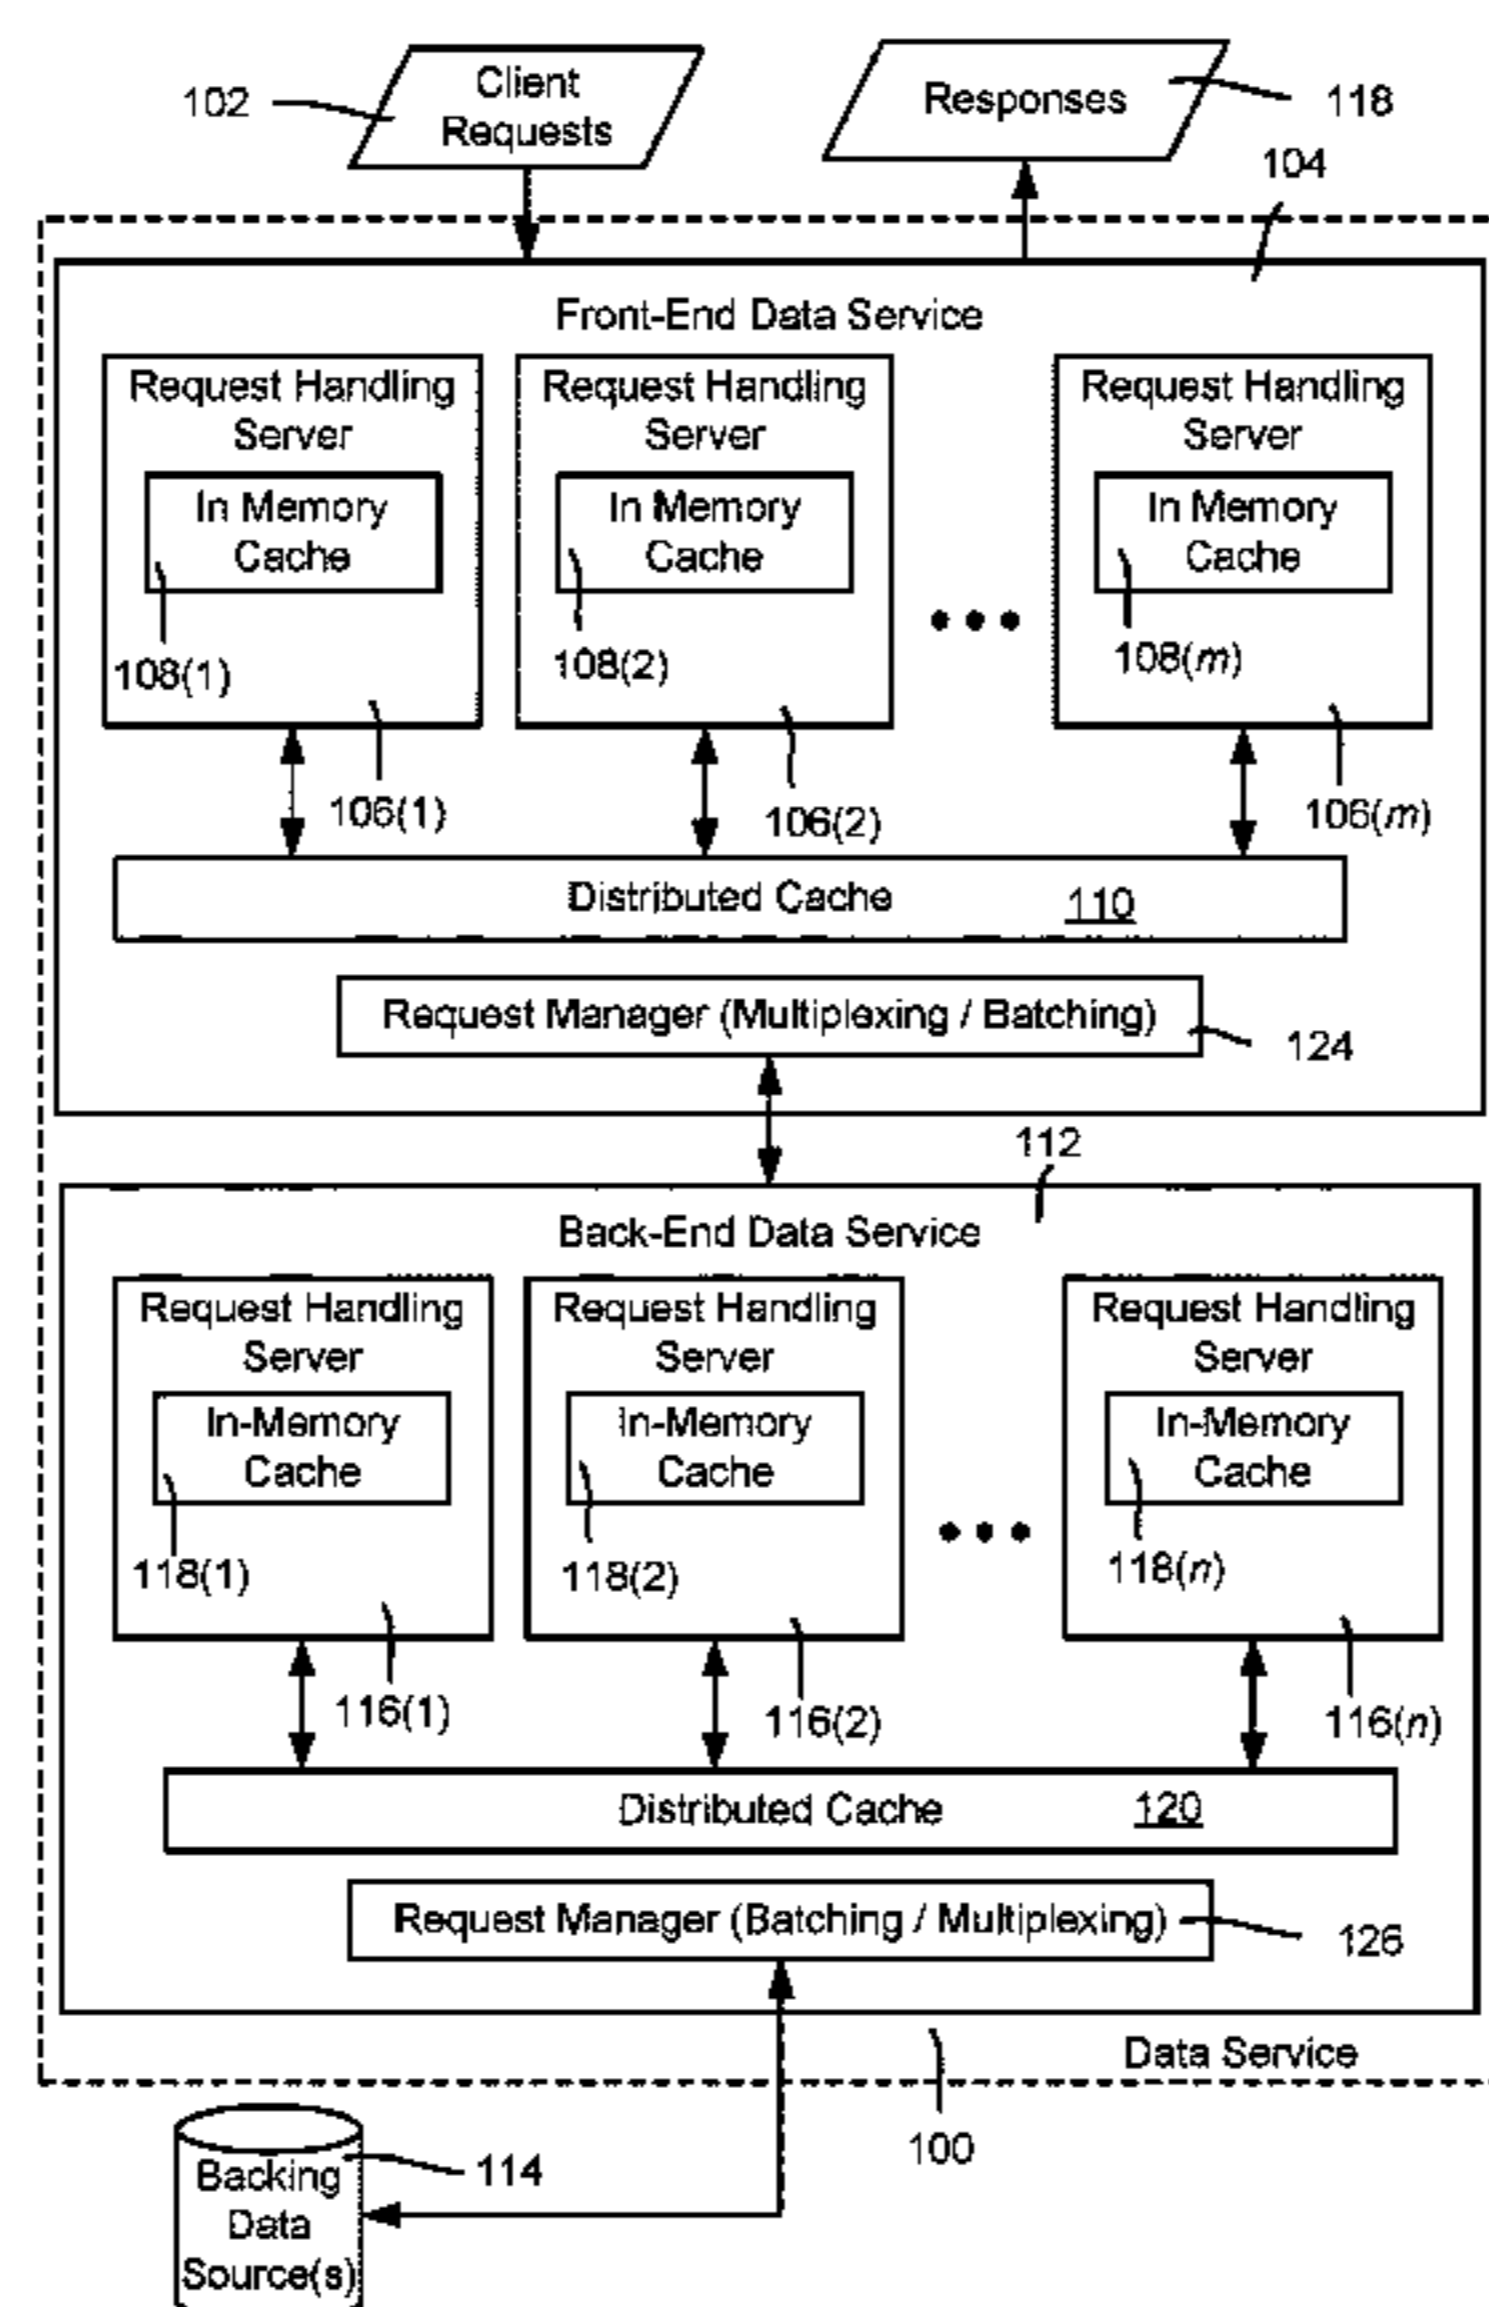 Client
Requests
102
Responses
118
104
Front-End Data Service
Request Handling
Server
In Memory
Cache
108(1)
106(1)
Request Handling
Server
In Memory
Cache
108(2)
106(2)
Request Handling
Server
In Memory
Cache
108(m)
106(m)
Distributed Cache 110
Request Manager (Multiplexing / Batching)
124
112
Back-End Data Service
Request Handling
Server
In-Memory
Cache
118(1)
116(1)
Request Handling
Server
In-Memory
Cache
118(2)
116(2)
Request Handling
Server
In-Memory
Cache
118(n)
116(n)
Distributed Cache 120
Request Manager (Batching / Multiplexing)
126
Data Service
100
Backing
Data
Source(s)
114